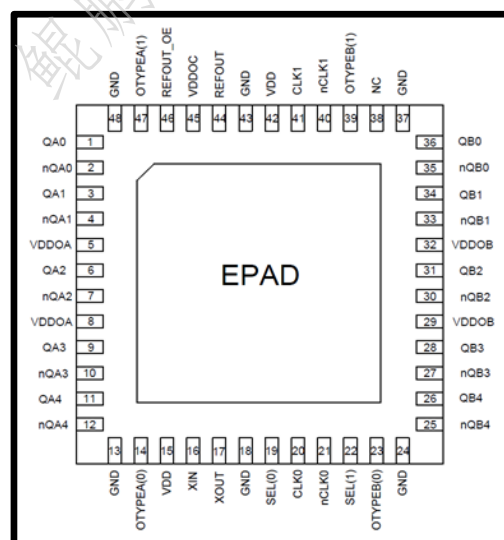 鲲鹏
GND OTYPEA(1) REFOUT_OE VDDOC REFOUT GND VDD CLK1 nCLK1 OTYPEB(1) NC GND
48 47 46 45 44 43 42 41 40 39 38 37
QA0 1 36 QB0
nQA0 2 35 nQB0
QA1 3 34 QB1
nQA1 4 33 nQB1
VDDOA 5 32 VDDOB
QA2 6 31 QB2
nQA2 7 30 nQB2
VDDOA 8 29 VDDOB
QA3 9 28 QB3
nQA3 10 27 nQB3
QA4 11 26 QB4
nQA4 12 25 nQB4
EPAD
13 14 15 16 17 18 19 20 21 22 23 24
GND OTYPEA(0) VDD XIN XOUT GND SEL(0) CLK0 nCLK0 SEL(1) OTYPEB(0) GND